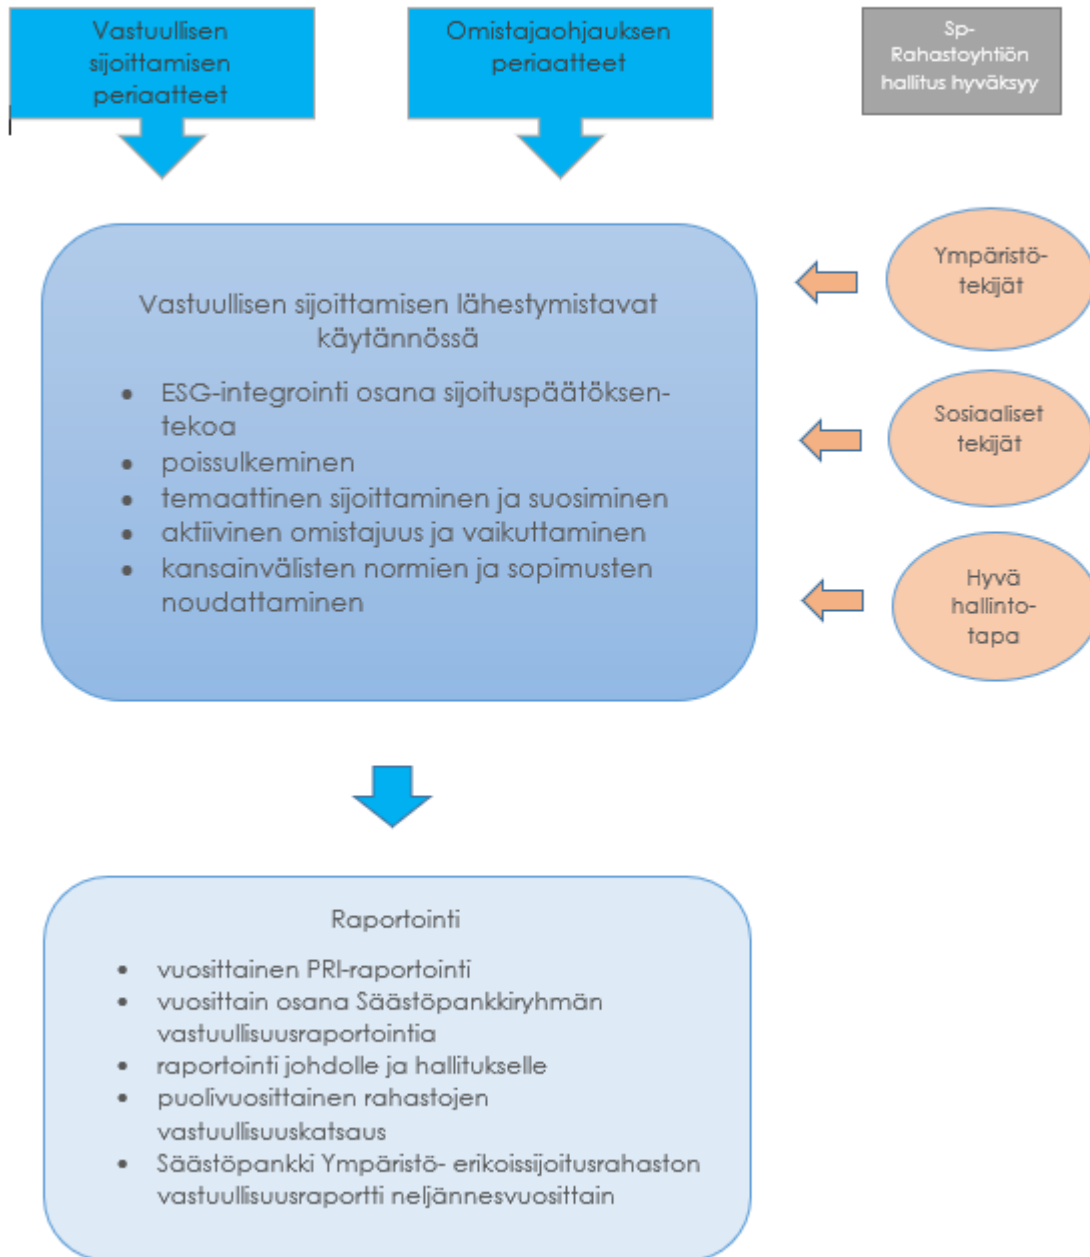 Vastuullisen
sijoittamisen
periaatteet
Omistajaohjauksen
periaatteet
Sp-
Rahastoyhtiön
hallitus hyväksyy
Vastuullisen sijoittamisen lähestymistavat
käytännössä
• ESG-integrointi osana sijoituspäätöksen-
tekoa
• poissulkeminen
• temaattinen sijoittaminen ja suosiminen
• aktiivinen omistajuus ja vaikuttaminen
• kansainvälisten normien ja sopimusten
noudattaminen
Ympäristö-
tekijät
Sosiaaliset
tekijät
Hyvä
hallinto-
tapa
Raportointi
• vuosittainen PRI-raportointi
• vuosittain osana Säästöpankkiryhmän
vastuullisuusraportointia
• raportointi johdolle ja hallitukselle
• puolivuosittainen rahastojen
vastuullisuuskatsaus
• Säästöpankki Ympäristö- erikoissijoitusrahaston
vastuullisuusraportti neljännesvuosittain